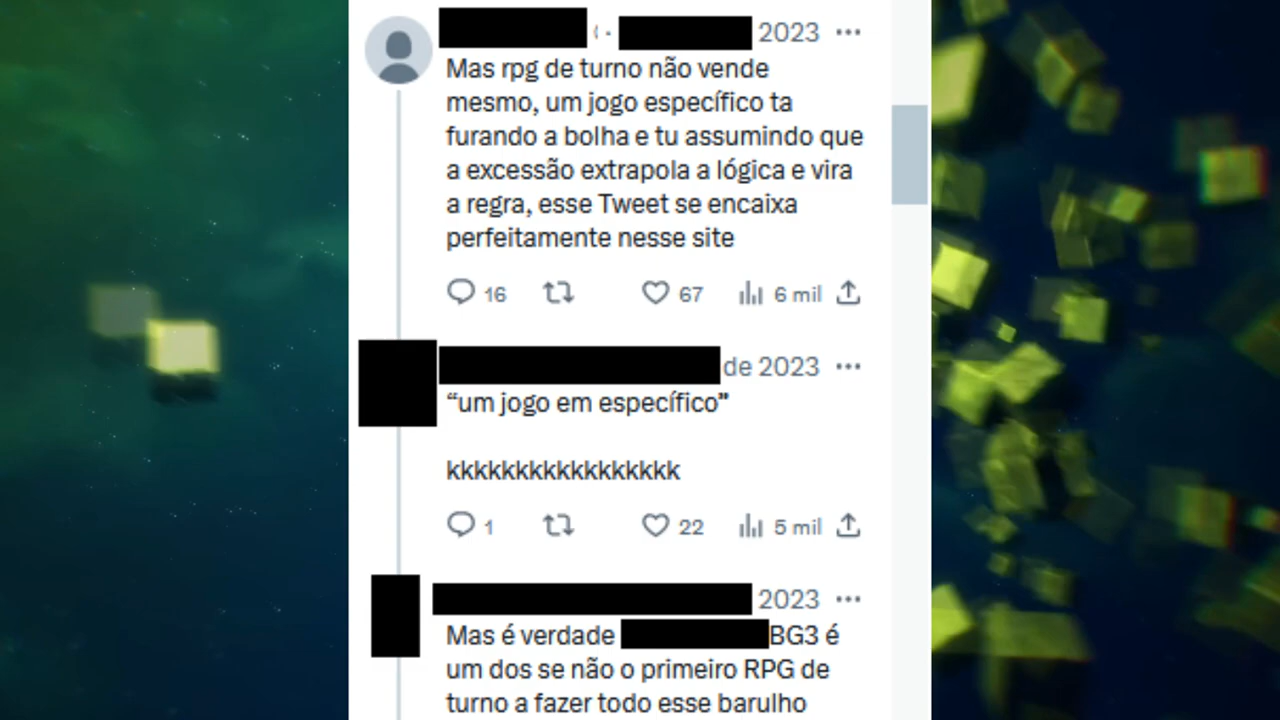 2023
Mas rpg de turno não vende
mesmo, um jogo específico ta
furando a bolha e tu assumindo que
a excessão extrapola a lógica e vira
a regra, esse Tweet se encaixa
perfeitamente nesse site
16 67 6 mil
de 2023
“um jogo em específico”
kkkkkkkkkkkkkkkkk
1 22 5 mil
2023
Mas é verdade BG3 é
um dos se não o primeiro RPG de
turno a fazer todo esse barulho